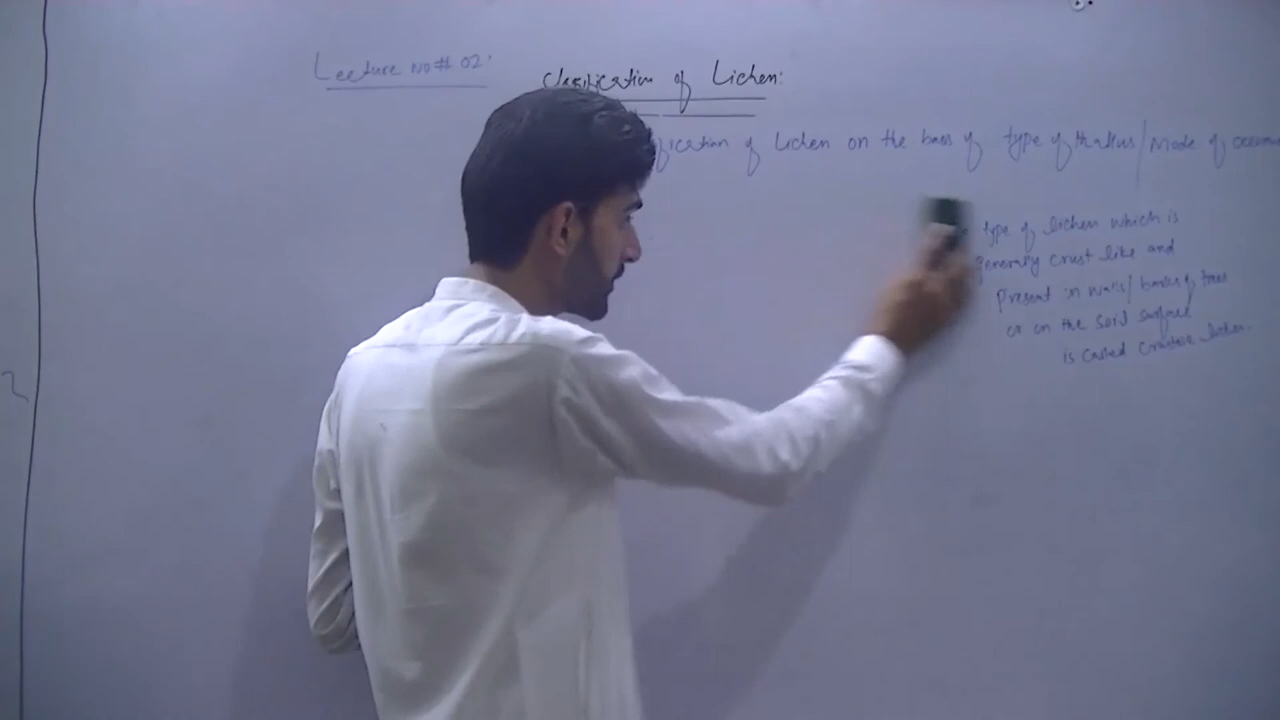 Lecture No# 02:
Classification of Lichen:
fication of Lichen on the basis of type of thallus/Mode of
type of lichen which is
generally crust like and
Present in walls/ barks of trees
or on the soil surface
is called crustose lichen.